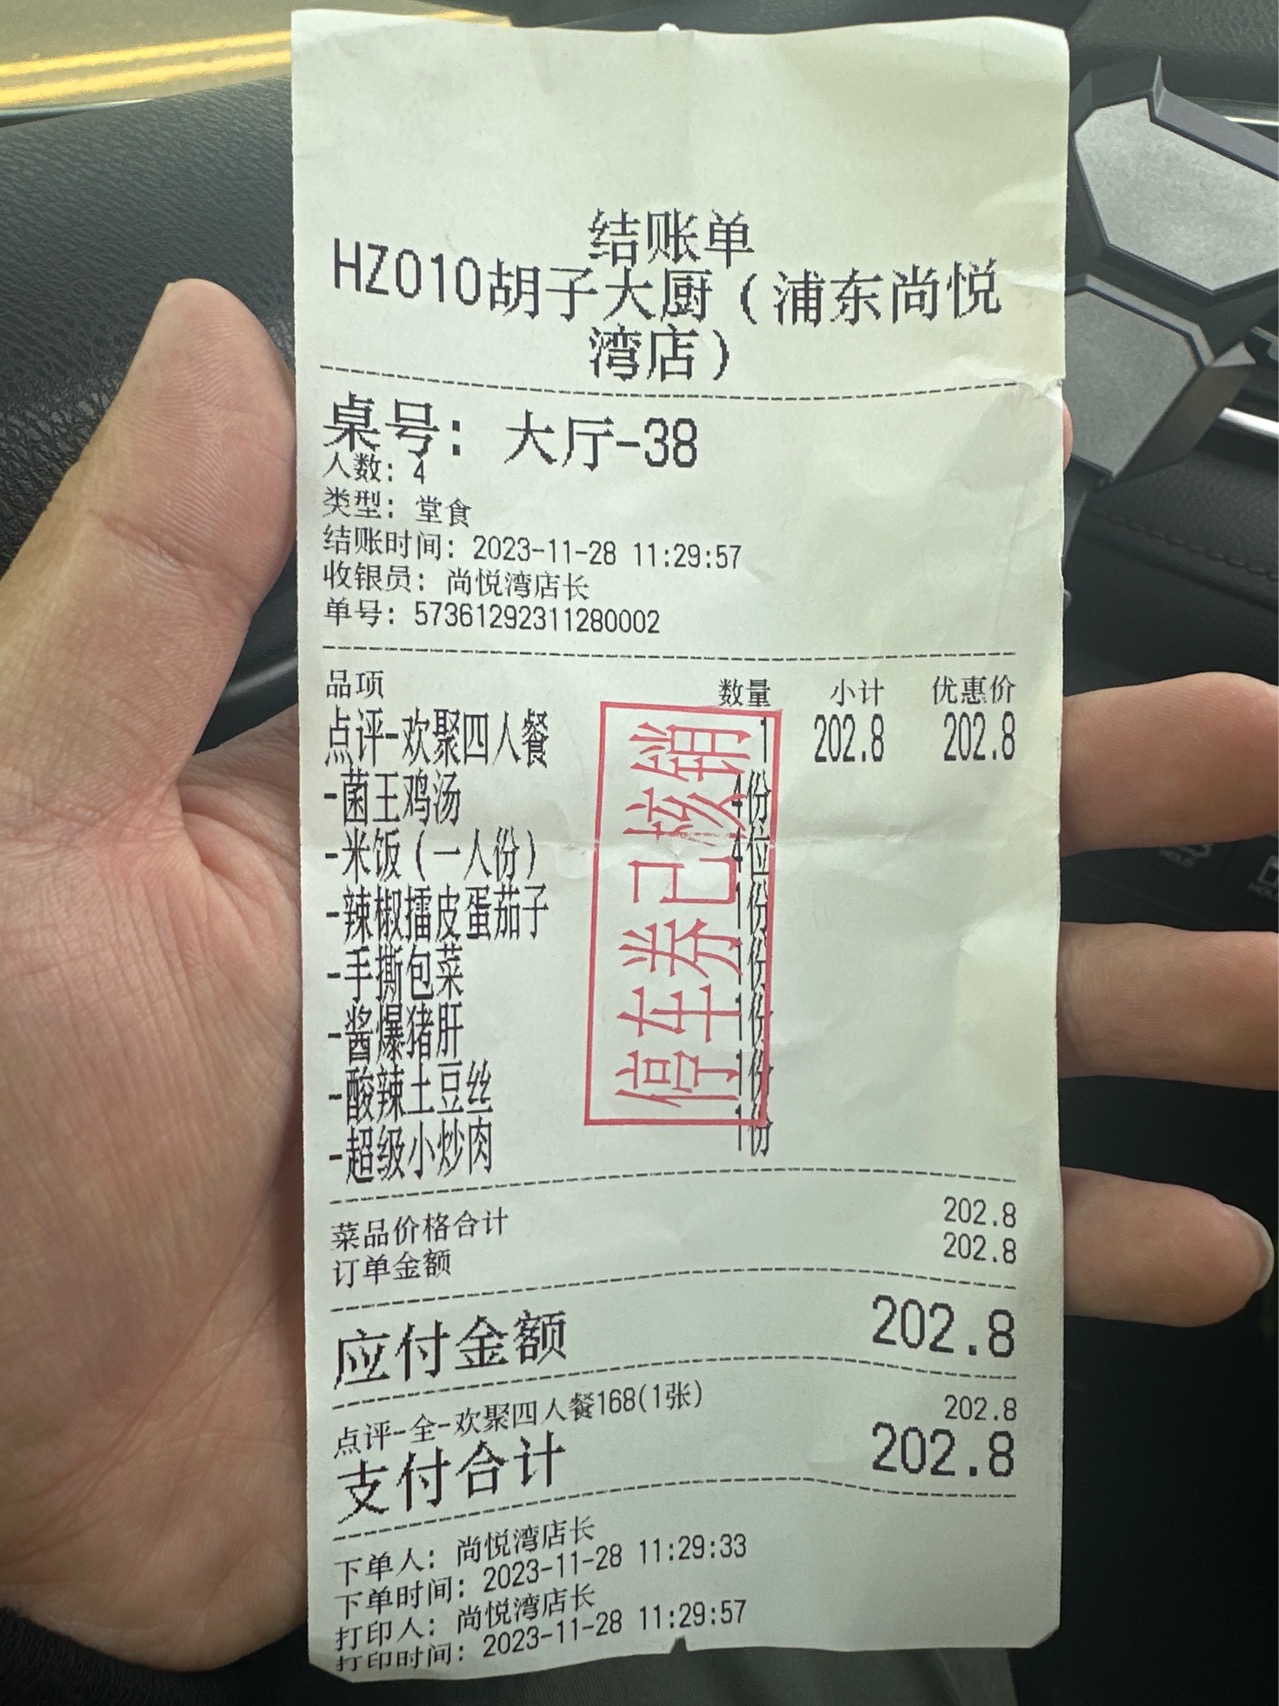 结账单
HZ010胡子大厨（浦东尚悦
湾店）
桌号： 大厅-38
人数：4
类型：堂食
结账时间：2023-11-28 11:29:57
收银员：尚悦湾店长
单号：57361292311280002
品项 数量 小计 优惠价
点评-欢聚四人餐 1 202.8 202.8
-菌王鸡汤 4份
-米饭（一人份） 4位
-辣椒擂皮蛋茄子 1份
-手撕包菜 1份
-酱爆猪肝 1份
-酸辣土豆丝 1份
-超级小炒肉 1份
停车券已核销
菜品价格合计 202.8
订单金额 202.8
应付金额 202.8
点评-全-欢聚四人餐168(1张) 202.8
支付合计 202.8
下单人：尚悦湾店长
下单时间：2023-11-28 11:29:33
打印人：尚悦湾店长
打印时间：2023-11-28 11:29:57